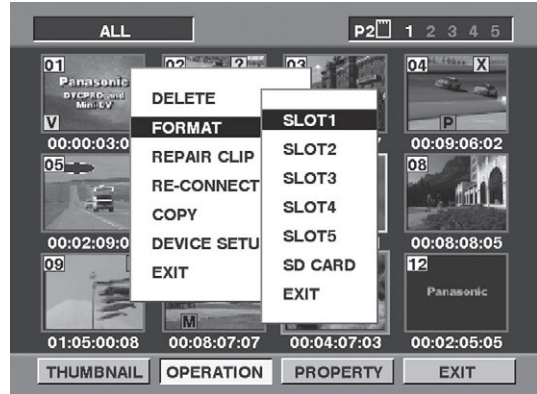 ALL
P2 1 2 3 4 5
01
02
?
03
04 X
Panasonic
DVCPRO and
Mini-DV
V
P
DELETE
FORMAT
REPAIR CLIP
RE-CONNECT
COPY
DEVICE SETU
EXIT
SLOT1
SLOT2
SLOT3
SLOT4
SLOT5
SD CARD
EXIT
00:00:03:0
7
00:09:06:02
05
08
00:02:09:0
00:08:08:05
09
12
Panasonic
M
01:05:00:08
00:08:07:07
00:04:07:03
00:02:05:05
THUMBNAIL
OPERATION
PROPERTY
EXIT